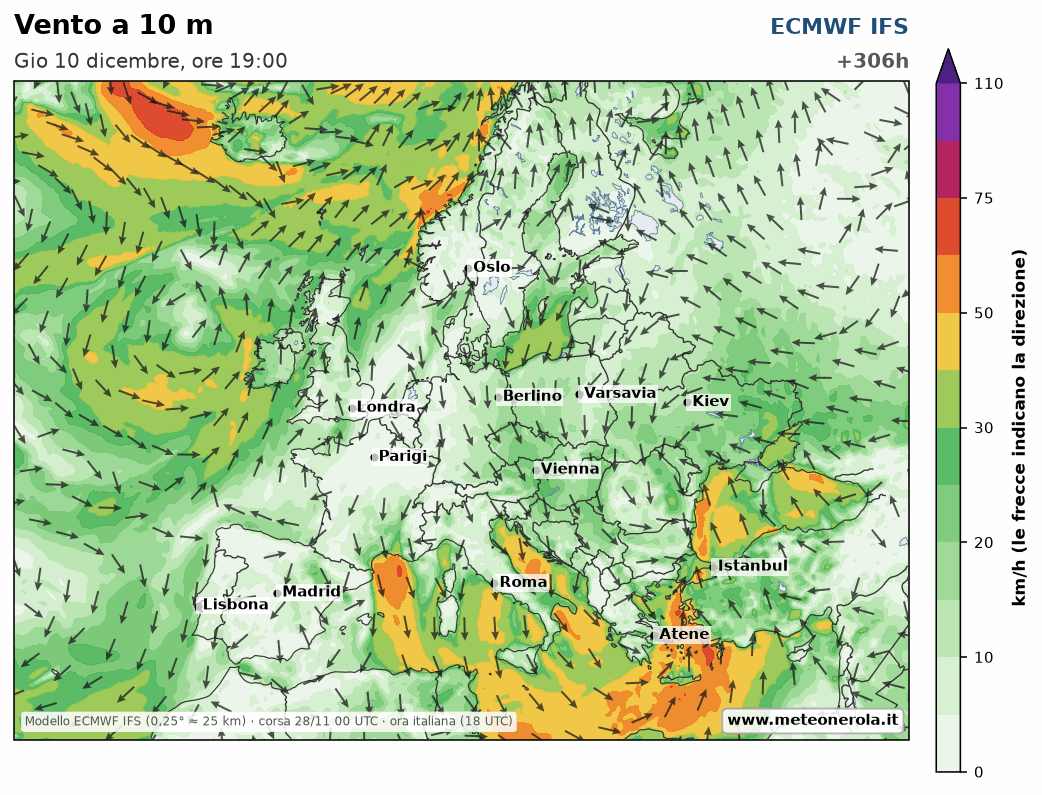 Vento a 10 m
ECMWF IFS
Gio 10 dicembre, ore 19:00
+306h
110
75
50
30
20
10
0
km/h (le frecce indicano la direzione)
Oslo
Berlino
Varsavia
Kiev
Londra
Parigi
Vienna
Istanbul
Roma
Madrid
Lisbona
Atene
Modello ECMWF IFS (0,25° ≈ 25 km) · corsa 28/11 00 UTC · ora italiana (18 UTC)
www.meteonerola.it